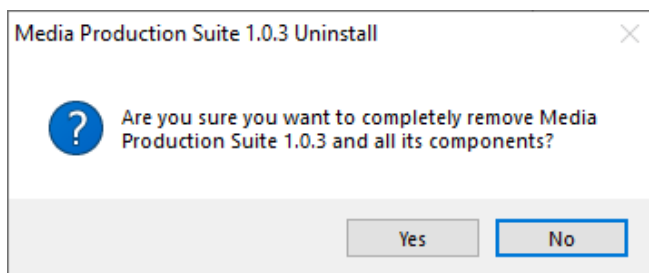 Media Production Suite 1.0.3 Uninstall
Are you sure you want to completely remove Media
Production Suite 1.0.3 and all its components?
Yes
No